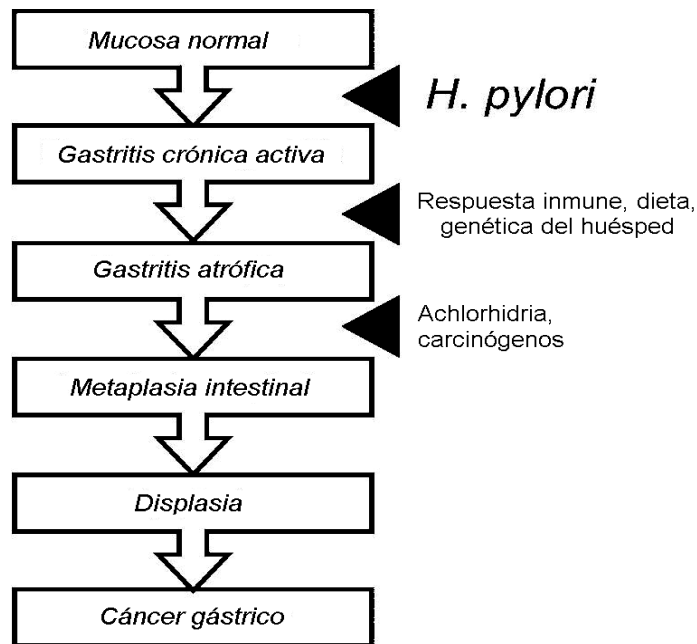 Mucosa normal
H. pylori
Gastritis crónica activa
Respuesta inmune, dieta,
genética del huésped
Gastritis atrófica
Achlorhidria,
carcinógenos
Metaplasia intestinal
Displasia
Cáncer gástrico